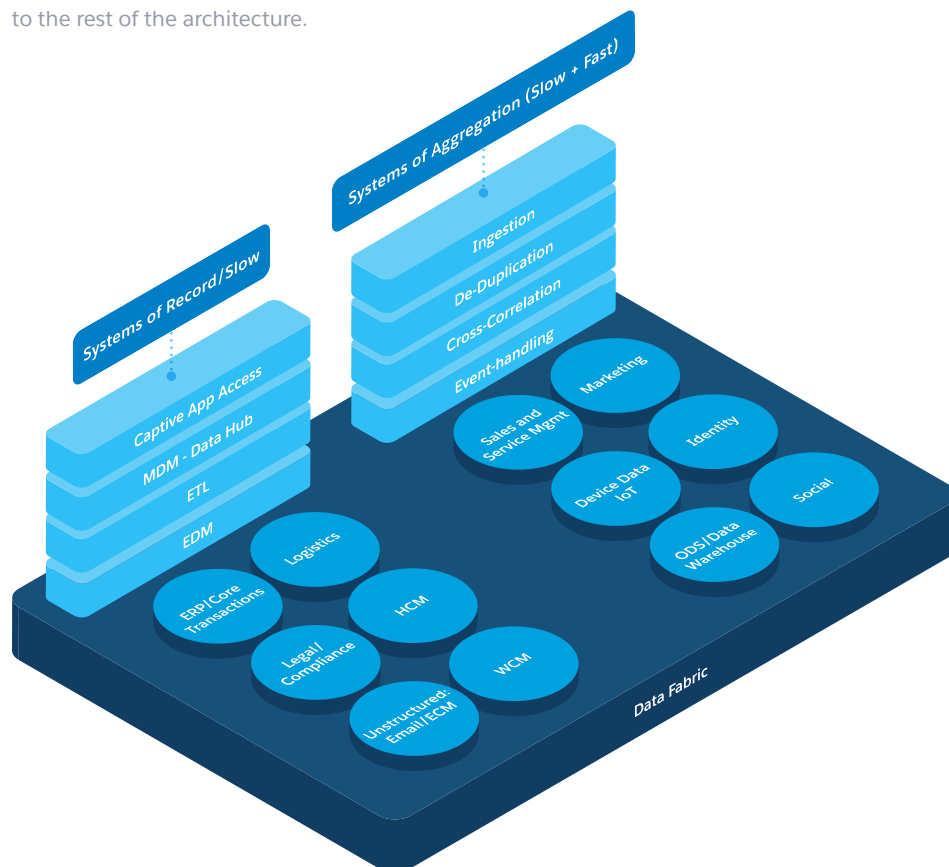 to the rest of the architecture.
Systems of Aggregation (Slow + Fast)
Ingestion
De-Duplication
Cross-Correlation
Event-handling
Systems of Record/Slow
Captive App Access
MDM - Data Hub
ETL
EDM
Marketing
Sales and
Service Mgmt
Identity
Device Data
IoT
Social
ODS/Data
Warehouse
Logistics
ERP/Core
Transactions
HCM
Legal/
Compliance
WCM
Unstructured:
Email/ECM
Data Fabric